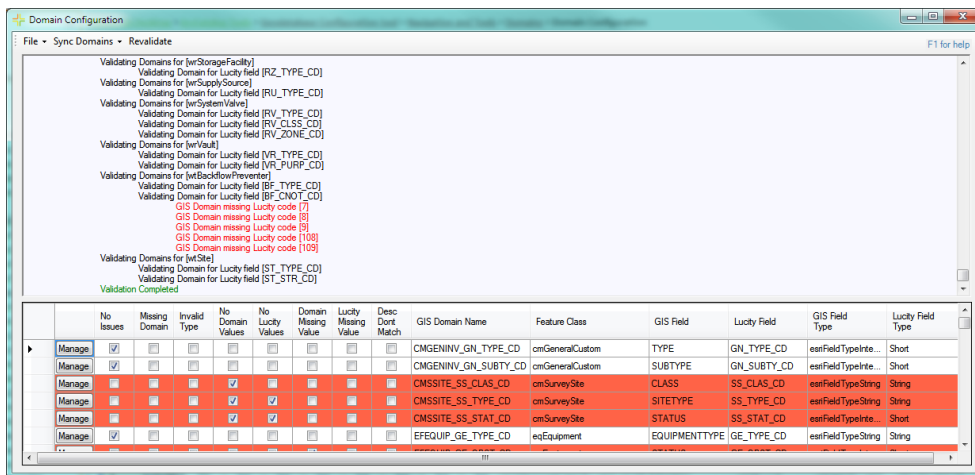 Domain Configuration
File Sync Domains Revalidate F1 for help
Validating Domains for [wrStorageFacility]
Validating Domain for Lucity field [RZ_TYPE_CD]
Validating Domains for [wrSupplySource]
Validating Domain for Lucity field [RU_TYPE_CD]
Validating Domains for [wrSystemValve]
Validating Domain for Lucity field [RV_TYPE_CD]
Validating Domain for Lucity field [RV_CLSS_CD]
Validating Domain for Lucity field [RV_ZONE_CD]
Validating Domains for [wrVault]
Validating Domain for Lucity field [VR_TYPE_CD]
Validating Domain for Lucity field [VR_PURP_CD]
Validating Domains for [wtBackflowPreventer]
Validating Domain for Lucity field [BF_TYPE_CD]
Validating Domain for Lucity field [BF_CNOT_CD]
GIS Domain missing Lucity code [7]
GIS Domain missing Lucity code [8]
GIS Domain missing Lucity code [9]
GIS Domain missing Lucity code [108]
GIS Domain missing Lucity code [109]
Validating Domains for [wtSite]
Validating Domain for Lucity field [ST_TYPE_CD]
Validating Domain for Lucity field [ST_STR_CD]
Validation Completed
No Issues Missing Domain Invalid Type No Domain Values No Lucity Values Domain Missing Value Lucity Missing Value Desc Dont Match GIS Domain Name Feature Class GIS Field Lucity Field GIS Field Type Lucity Field Type
Manage CMGENINV_GN_TYPE_CD cmGeneralCustom TYPE GN_TYPE_CD esriFieldTypeInte... Short
Manage CMGENINV_GN_SUBTY_CD cmGeneralCustom SUBTYPE GN_SUBTY_CD esriFieldTypeInte... Short
Manage CMSSITE_SS_CLAS_CD cmSurveySite CLASS SS_CLAS_CD esriFieldTypeString String
Manage CMSSITE_SS_TYPE_CD cmSurveySite SITETYPE SS_TYPE_CD esriFieldTypeString String
Manage CMSSITE_SS_STAT_CD cmSurveySite STATUS SS_STAT_CD esriFieldTypeInte... Short
Manage EFEQUIP_GE_TYPE_CD eqEquipment EQUIPMENTTYPE GE_TYPE_CD esriFieldTypeString String